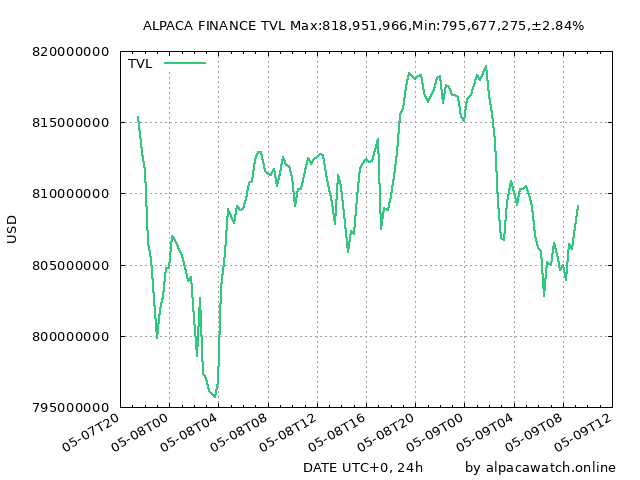 ALPACA FINANCE TVL Max:818,951,966,Min:795,677,275,±2.84%
820000000
TVL
815000000
810000000
USD
805000000
800000000
795000000
05-07T20 05-08T00 05-08T04 05-08T08 05-08T12 05-08T16 05-08T20 05-09T00 05-09T04 05-09T08 05-09T12
DATE UTC+0, 24h by alpacawatch.online